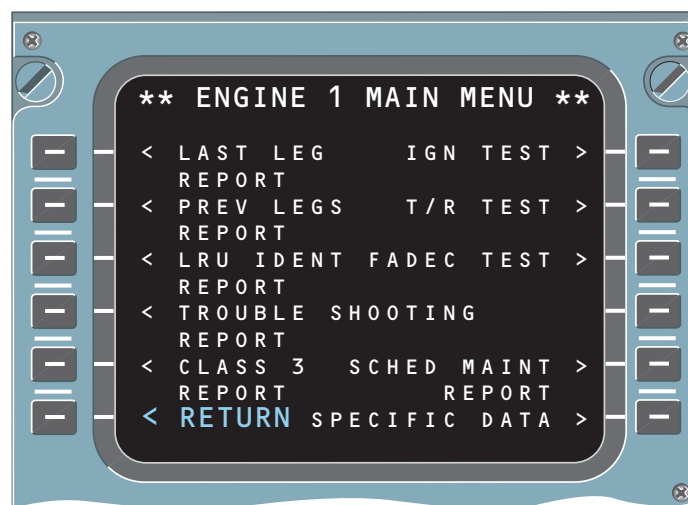 ** ENGINE 1 MAIN MENU **
< LAST LEG IGN TEST >
REPORT
< PREV LEGS T/R TEST >
REPORT
< LRU IDENT FADEC TEST >
REPORT
< TROUBLE SHOOTING
REPORT
< CLASS 3 SCHED MAINT >
REPORT REPORT
< RETURN SPECIFIC DATA >